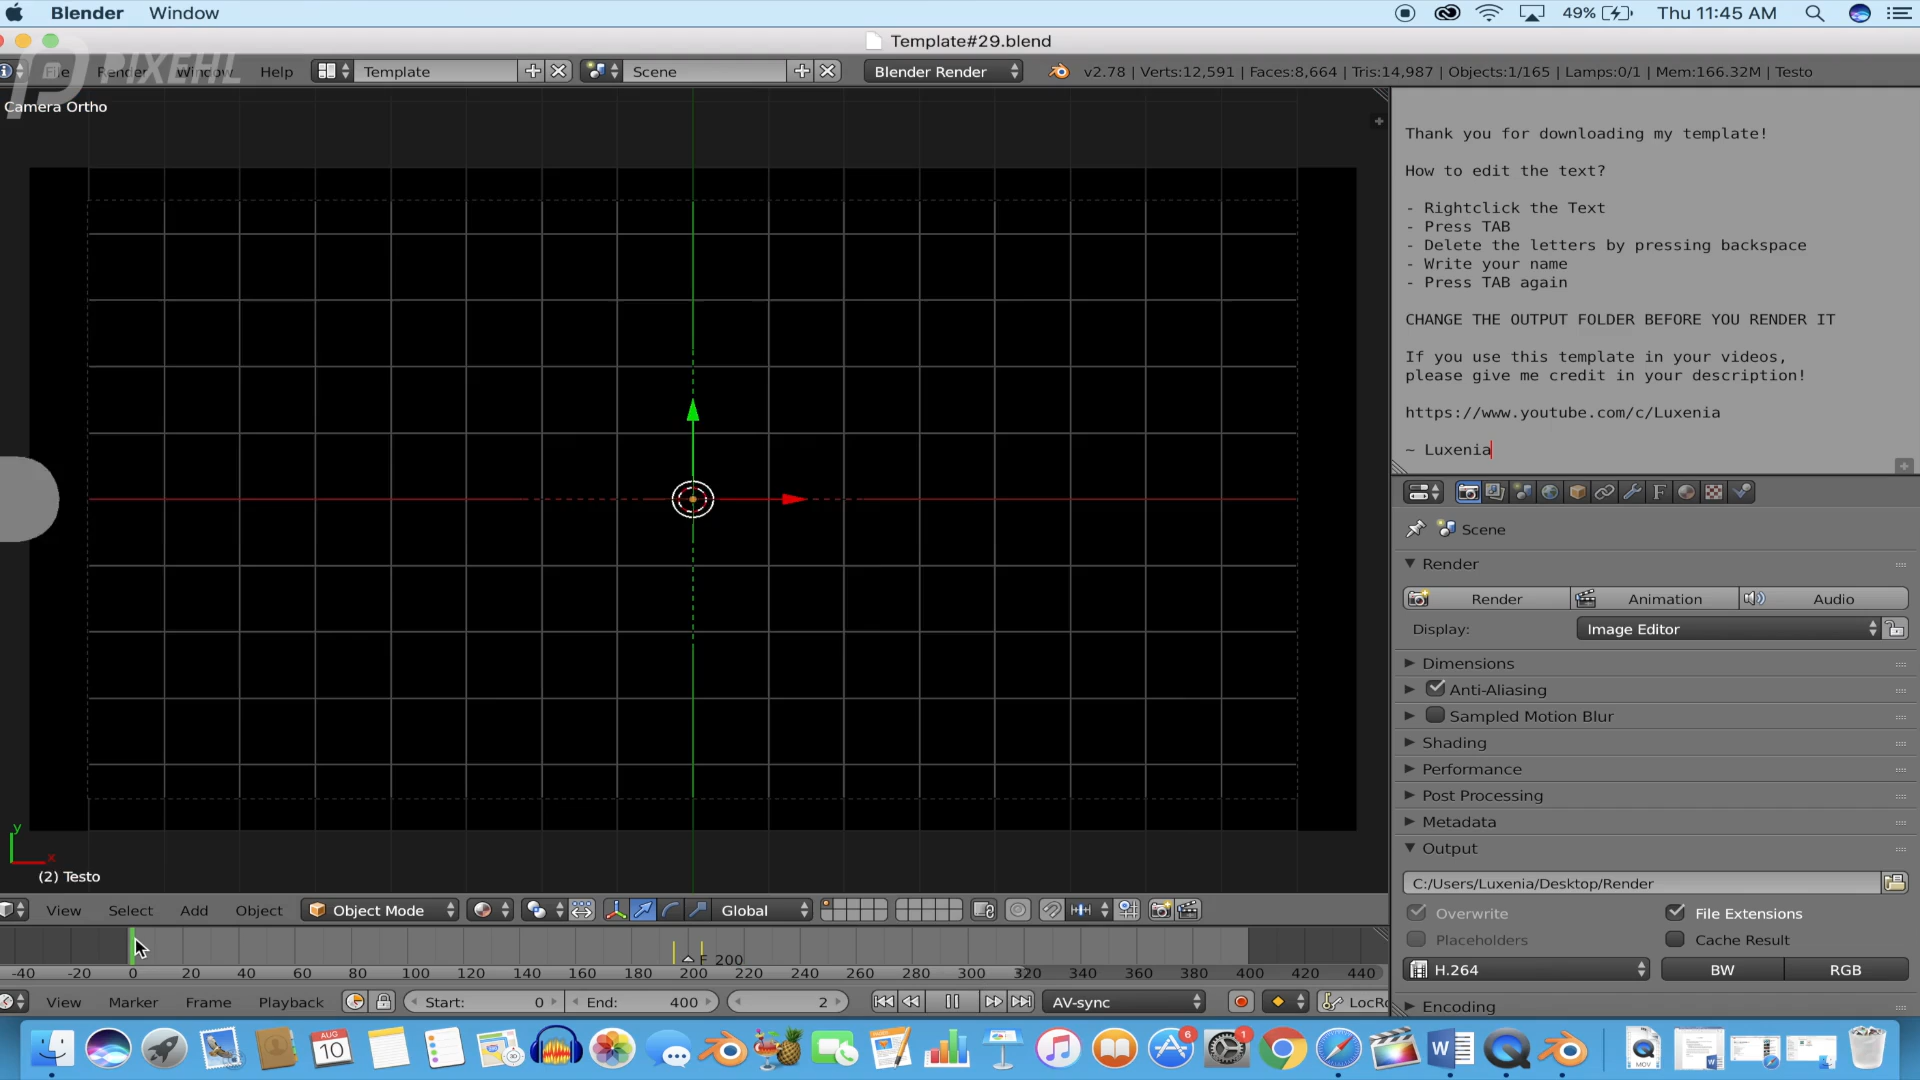 Blender Window 49% Thu 11:45 AM
Template#29.blend
PIXEHL
File Render Window Help Template Scene Blender Render v2.78 | Verts:12,591 | Faces:8,664 | Tris:14,987 | Objects:1/165 | Lamps:0/1 | Mem:166.32M | Testo
Camera Ortho
Thank you for downloading my template!
How to edit the text?
- Rightclick the Text
- Press TAB
- Delete the letters by pressing backspace
- Write your name
- Press TAB again
CHANGE THE OUTPUT FOLDER BEFORE YOU RENDER IT
If you use this template in your videos,
please give me credit in your description!
https://www.youtube.com/c/Luxenia
~ Luxenia
Scene
Render
Render Animation Audio
Display: Image Editor
Dimensions
Anti-Aliasing
Sampled Motion Blur
Shading
Performance
Post Processing
Metadata
Output
C:/Users/Luxenia/Desktop/Render
Overwrite File Extensions
Placeholders Cache Result
H.264 BW RGB
Encoding
y
x
(2) Testo
View Select Add Object Object Mode Global
F 200
-40 -20 0 20 40 60 80 100 120 140 160 180 200 220 240 260 280 300 320 340 360 380 400 420 440
View Marker Frame Playback Start: 0 End: 400 2 AV-sync LocRo
AUG
10
6
1
MOV